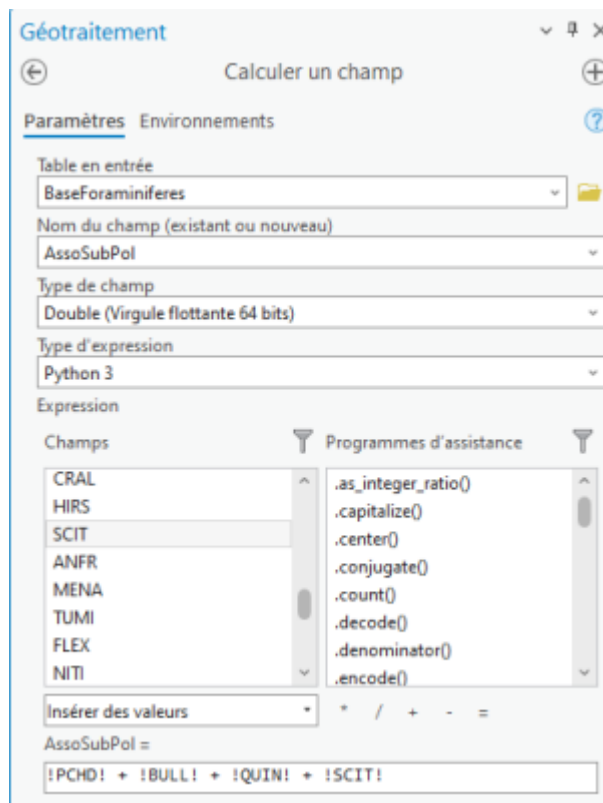 Géotraitement
Calculer un champ
Paramètres Environnements
Table en entrée
BaseForaminiferes
Nom du champ (existant ou nouveau)
AssoSubPol
Type de champ
Double (Virgule flottante 64 bits)
Type d'expression
Python 3
Expression
Champs Programmes d'assistance
CRAL .as_integer_ratio()
HIRS .capitalize()
SCIT .center()
ANFR .conjugate()
MENA .count()
TUMI .decode()
FLEX .denominator()
NITI .encode()
Insérer des valeurs * / + - =
AssoSubPol =
!PCHD! + !BULL! + !QUIN! + !SCIT!